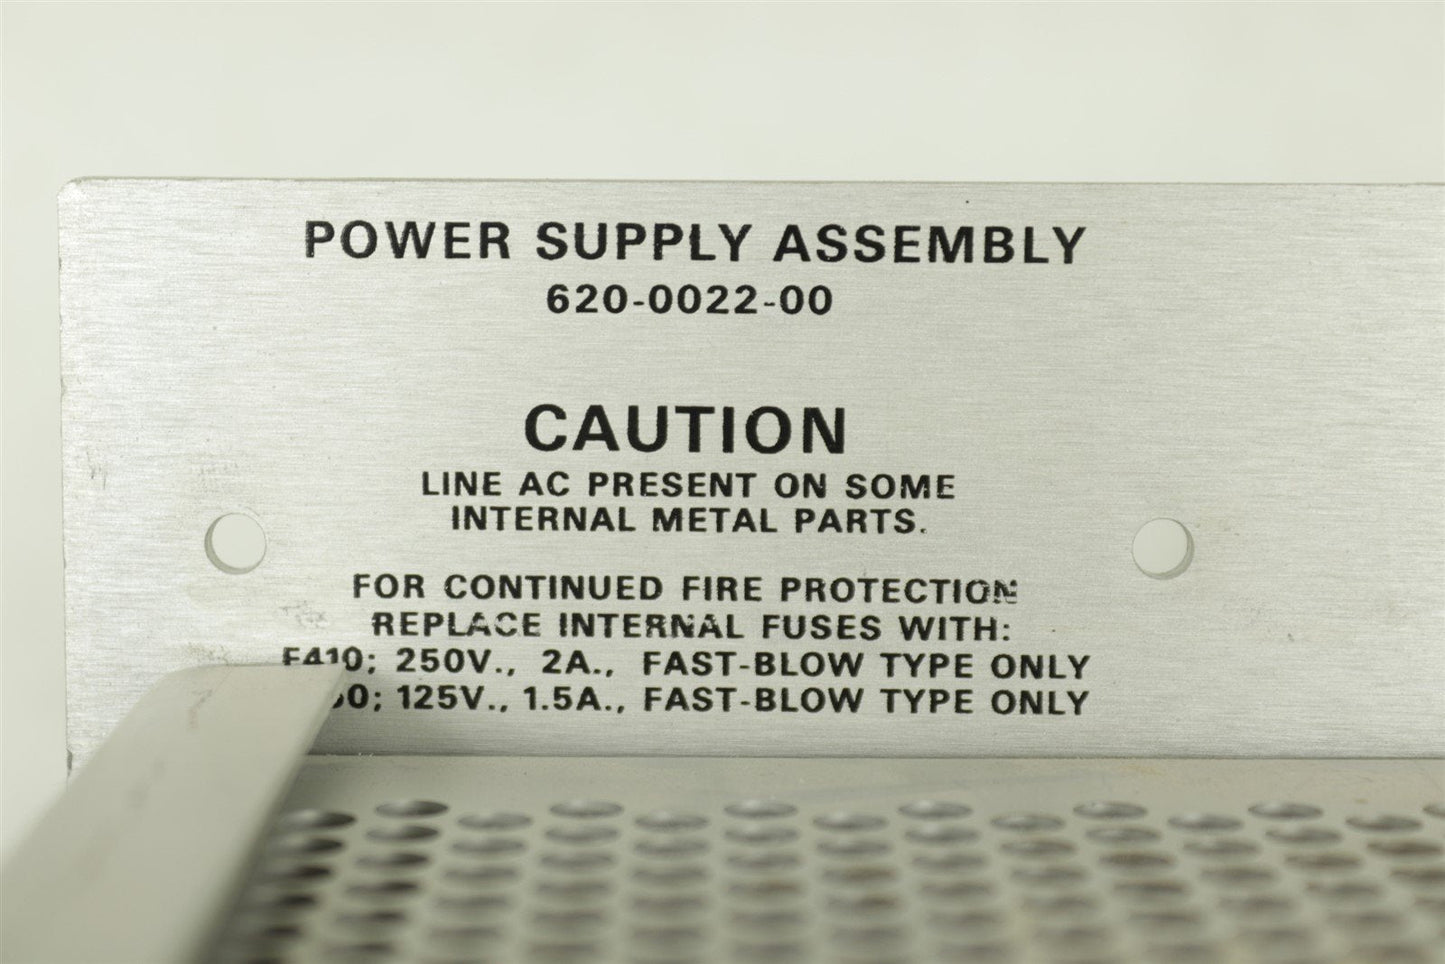 POWER SUPPLY ASSEMBLY
620-0022-00
CAUTION
LINE AC PRESENT ON SOME
INTERNAL METAL PARTS.
FOR CONTINUED FIRE PROTECTION
REPLACE INTERNAL FUSES WITH:
F410; 250V., 2A., FAST-BLOW TYPE ONLY
125V., 1.5A., FAST-BLOW TYPE ONLY